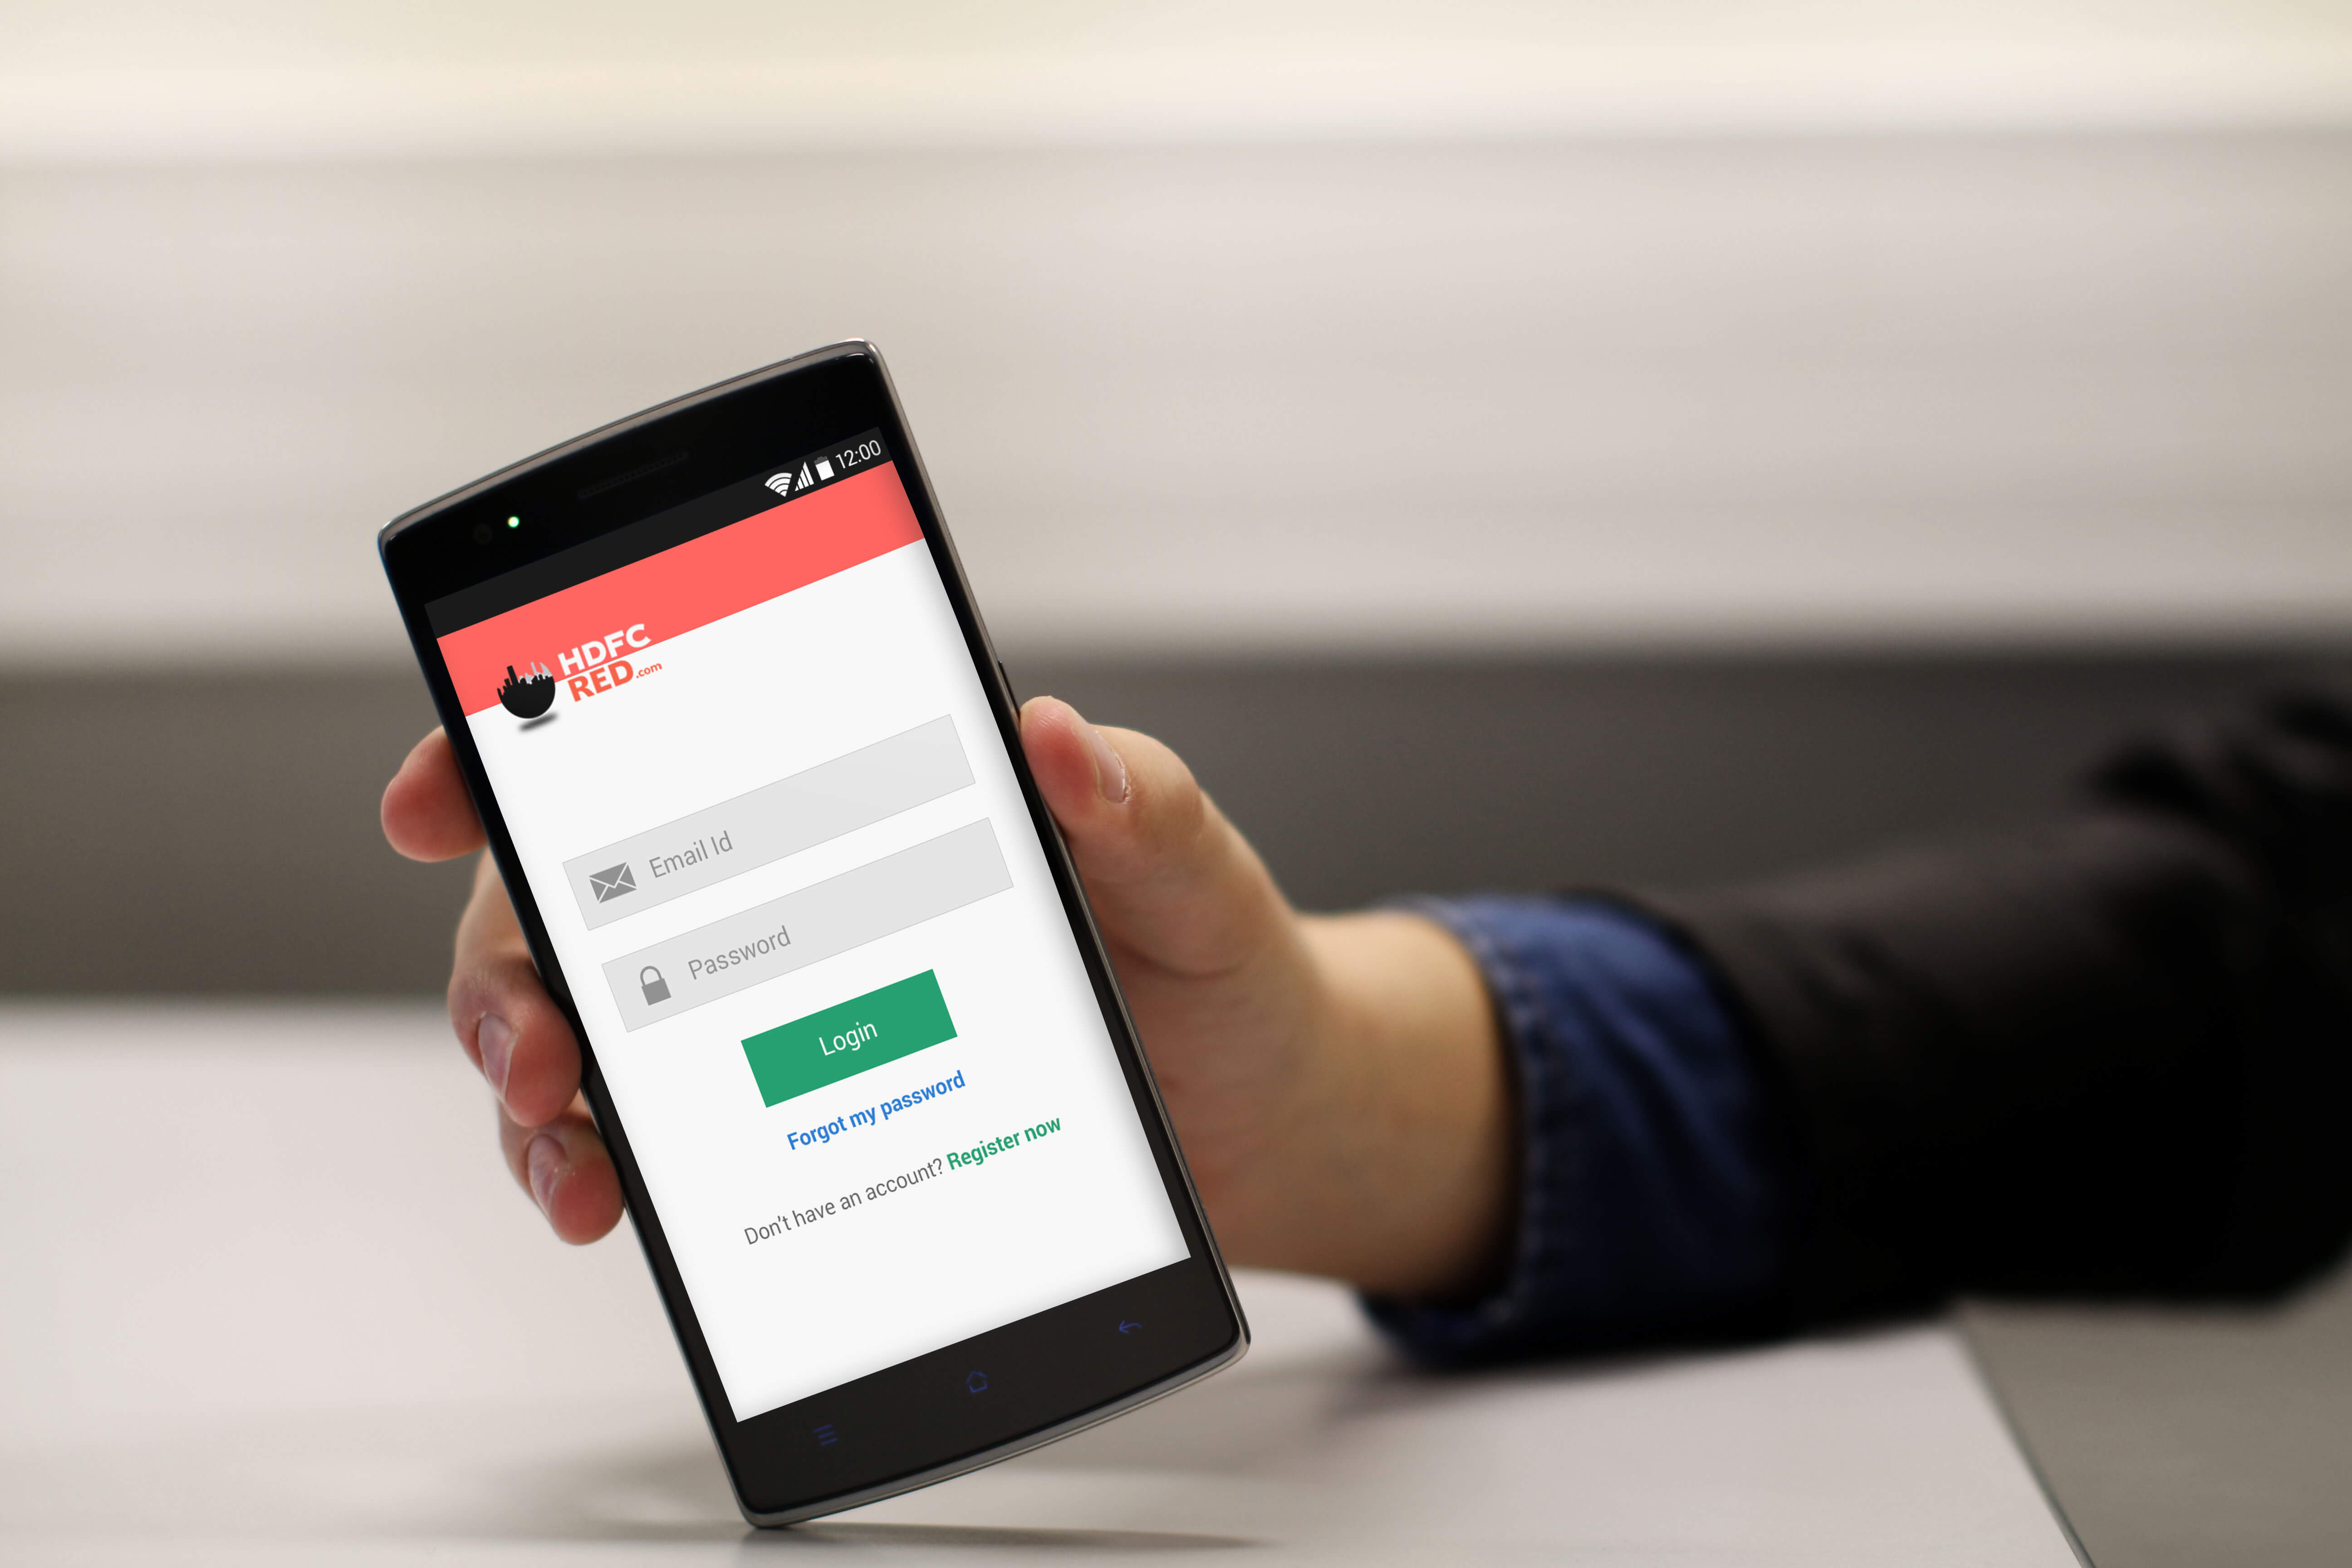 12:00
HDFC
RED.com
Email Id
Password
Login
Forgot my password
Don't have an account? Register now